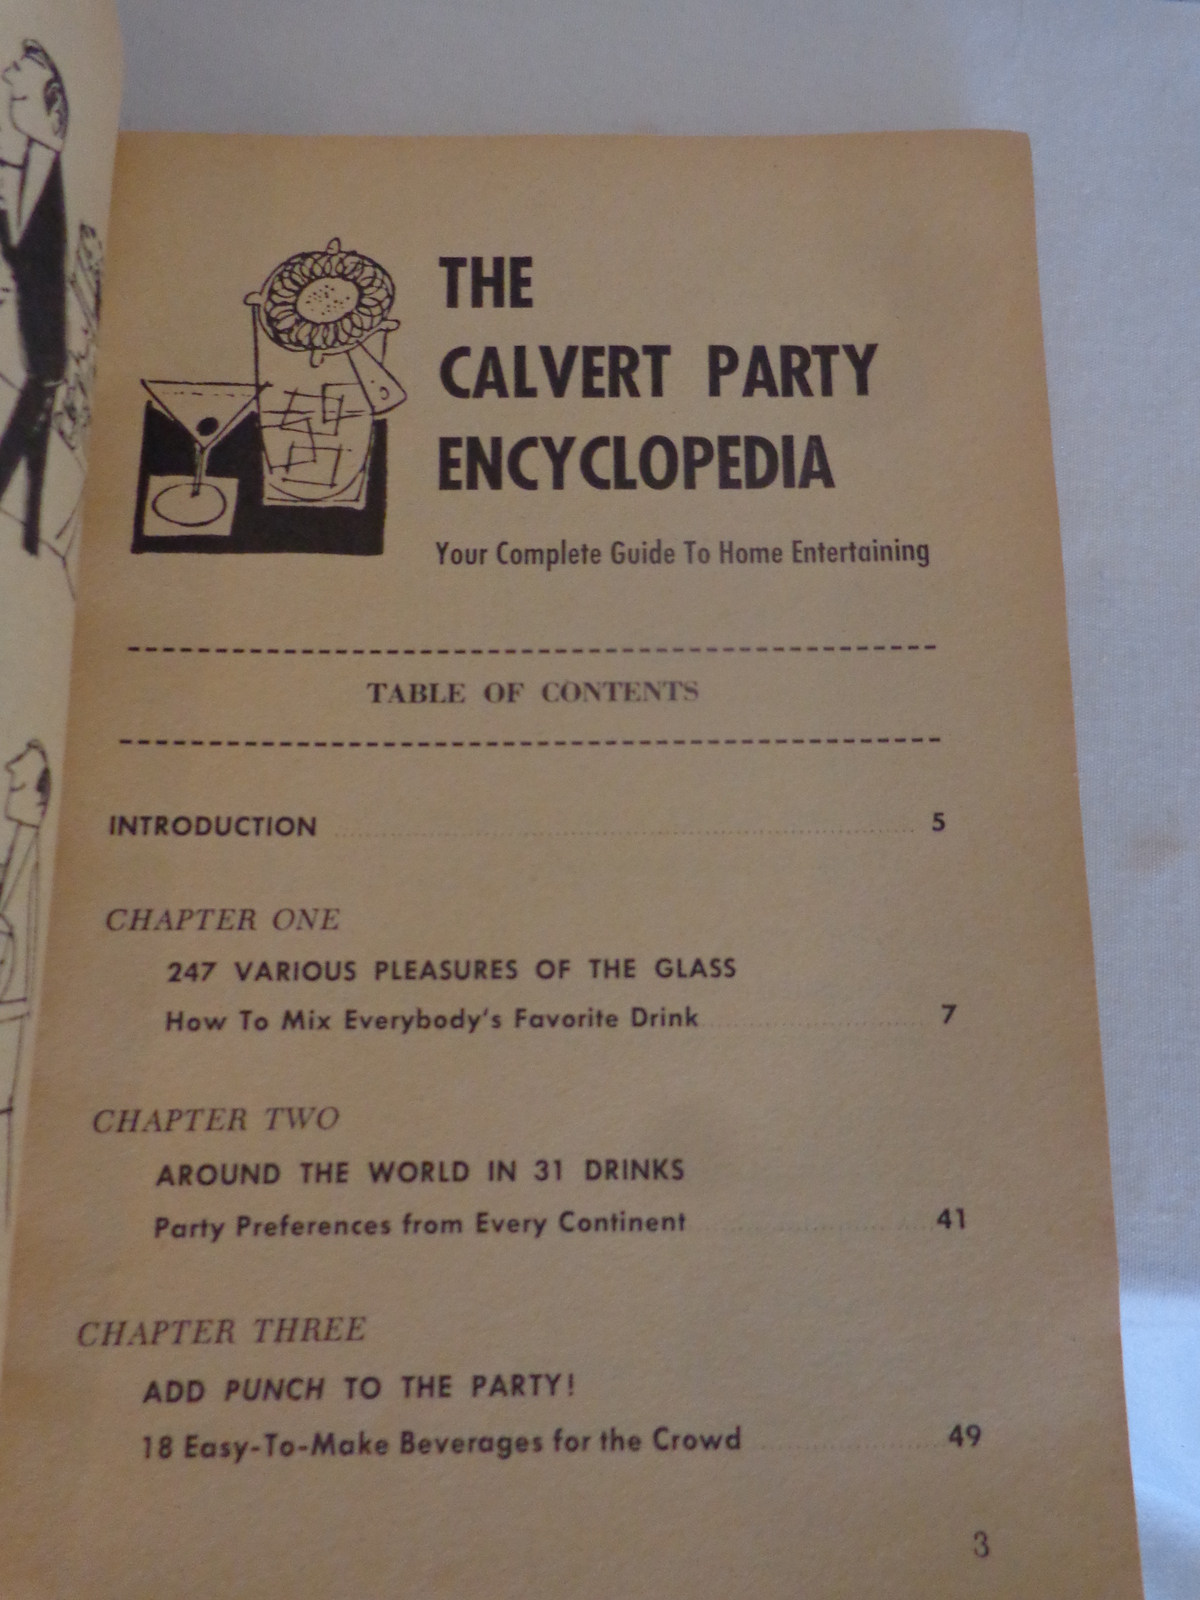 THE
CALVERT PARTY
ENCYCLOPEDIA
Your Complete Guide To Home Entertaining
TABLE OF CONTENTS
INTRODUCTION 5
CHAPTER ONE
247 VARIOUS PLEASURES OF THE GLASS
How To Mix Everybody's Favorite Drink 7
CHAPTER TWO
AROUND THE WORLD IN 31 DRINKS
Party Preferences from Every Continent 41
CHAPTER THREE
ADD PUNCH TO THE PARTY!
18 Easy-To-Make Beverages for the Crowd 49
3